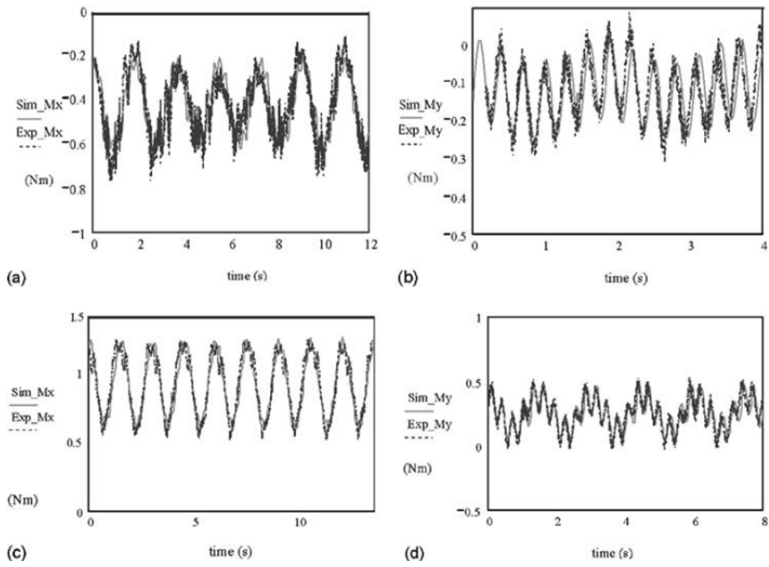 0
−0.2
Sim_Mx
−0.4
Exp_Mx
−0.6
(Nm)
−0.8
−1
0 2 4 6 8 10 12
(a)
time (s)
0
Sim_My
−0.1
Exp_My
−0.2
−0.3
(Nm)
−0.4
−0.5
0 1 2 3 4
(b)
time (s)
1.5
Sim_Mx
1
Exp_Mx
0.5
(Nm)
0
0 5 10
(c)
time (s)
1
Sim_My
0.5
Exp_My
0
(Nm)
−0.5
0 2 4 6 8
(d)
time (s)